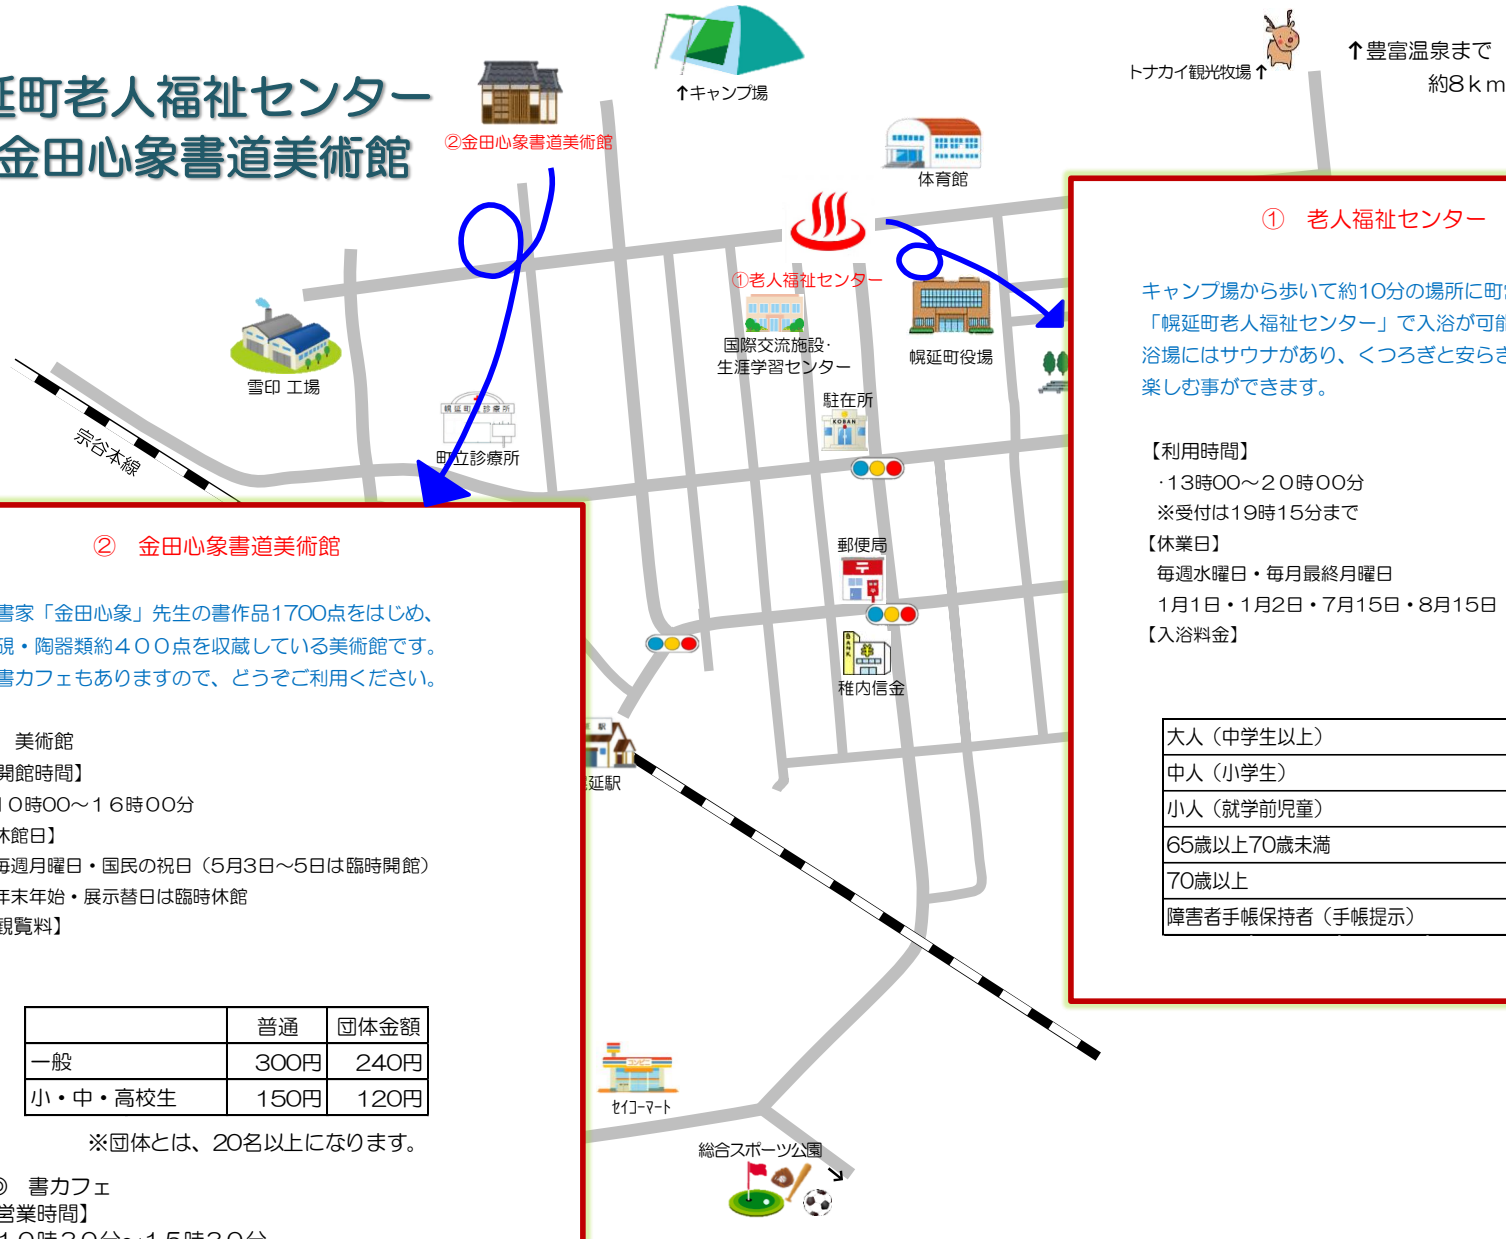 延町老人福祉センター
金田心象書道美術館
↑キャンプ場
トナカイ観光牧場↑
↑豊富温泉まで
約8ｋｍ
②金田心象書道美術館
体育館
①老人福祉センター
国際交流施設・
生涯学習センター
幌延町役場
雪印 工場
宗谷本線
幌延町立診療所
町立診療所
駐在所
KOBAN
郵便局
BANK
稚内信金
延駅
コンビニ
ｾｲｺｰﾏｰﾄ
総合スポーツ公園
↘
① 老人福祉センター
キャンプ場から歩いて約10分の場所に町
「幌延町老人福祉センター」で入浴が可能
浴場にはサウナがあり、くつろぎと安らぎ
楽しむ事ができます。
【利用時間】
・13時00～２０時００分
※受付は19時15分まで
【休業日】
毎週水曜日・毎月最終月曜日
1月1日・1月2日・7月15日・8月15日
【入浴料金】
大人（中学生以上）
中人（小学生）
小人（就学前児童）
65歳以上70歳未満
70歳以上
障害者手帳保持者（手帳提示）
② 金田心象書道美術館
書家「金田心象」先生の書作品1700点をはじめ、
硯・陶器類約４００点を収蔵している美術館です。
書カフェもありますので、どうぞご利用ください。
美術館
開館時間】
１０時00～１６時００分
休館日】
毎週月曜日・国民の祝日（5月3日～5日は臨時開館）
年末年始・展示替日は臨時休館
観覧料】
普通 団体金額
一般 300円 240円
小・中・高校生 150円 120円
※団体とは、20名以上になります。
◎ 書カフェ
営業時間】
１０時３０分～１５時３０分